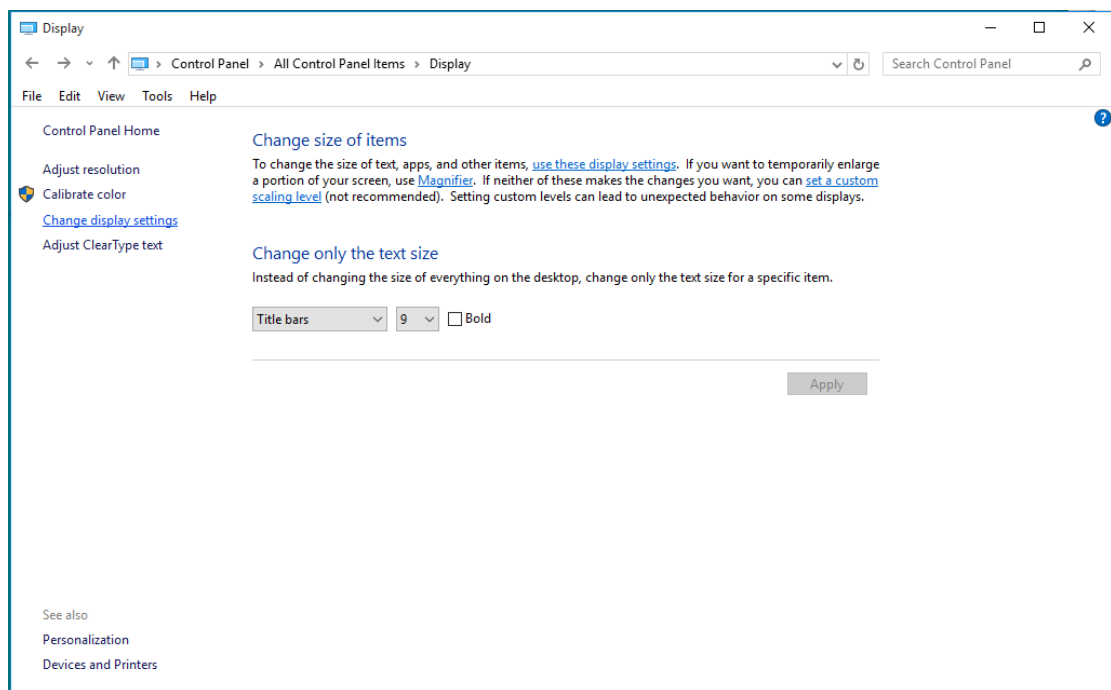 Display
Control Panel > All Control Panel Items > Display
Search Control Panel
File Edit View Tools Help
Control Panel Home
Adjust resolution
Calibrate color
Change display settings
Adjust ClearType text
Change size of items
To change the size of text, apps, and other items, use these display settings. If you want to temporarily enlarge
a portion of your screen, use Magnifier. If neither of these makes the changes you want, you can set a custom
scaling level (not recommended). Setting custom levels can lead to unexpected behavior on some displays.
Change only the text size
Instead of changing the size of everything on the desktop, change only the text size for a specific item.
Title bars 9 Bold
Apply
See also
Personalization
Devices and Printers
?